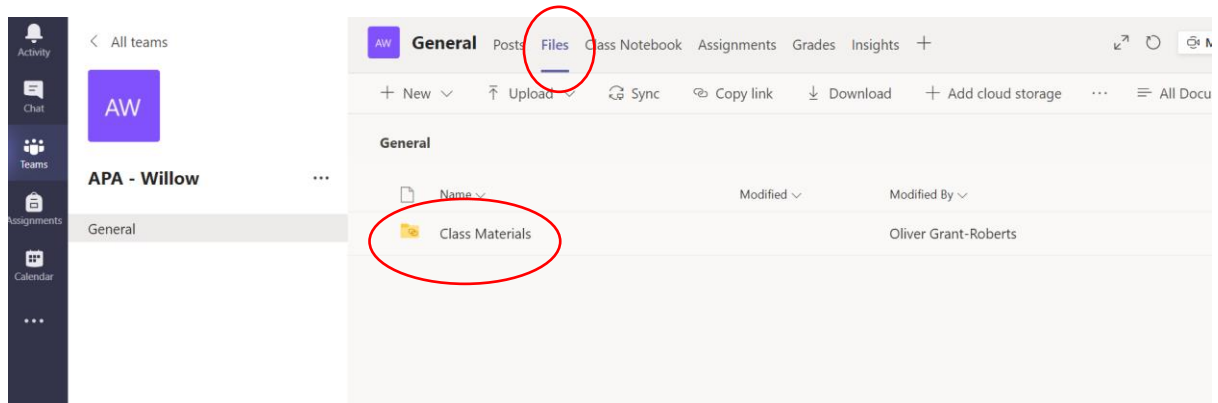 Activity
Chat
Teams
Assignments
Calendar
All teams
AW
APA - Willow
General
AW General Posts Files Class Notebook Assignments Grades Insights
New Upload Sync Copy link Download Add cloud storage All Docu
General
Name Modified Modified By
Class Materials Oliver Grant-Roberts